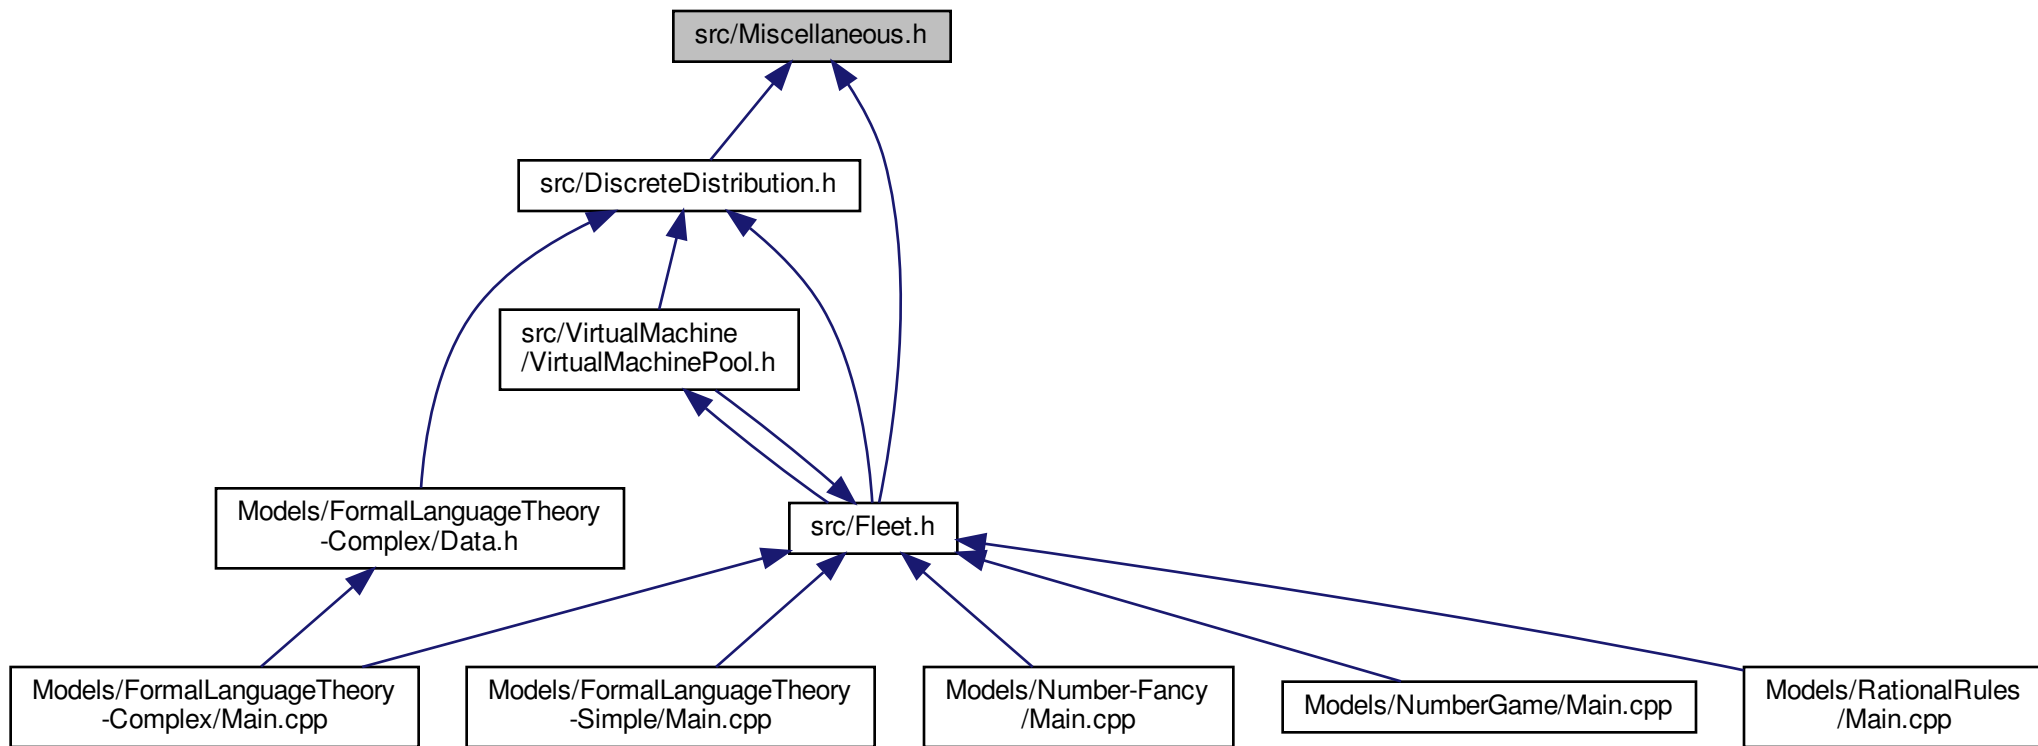 src/Miscellaneous.h
src/DiscreteDistribution.h
src/VirtualMachine
/VirtualMachinePool.h
Models/FormalLanguageTheory
-Complex/Data.h
src/Fleet.h
Models/FormalLanguageTheory
-Complex/Main.cpp
Models/FormalLanguageTheory
-Simple/Main.cpp
Models/Number-Fancy
/Main.cpp
Models/NumberGame/Main.cpp
Models/RationalRules
/Main.cpp